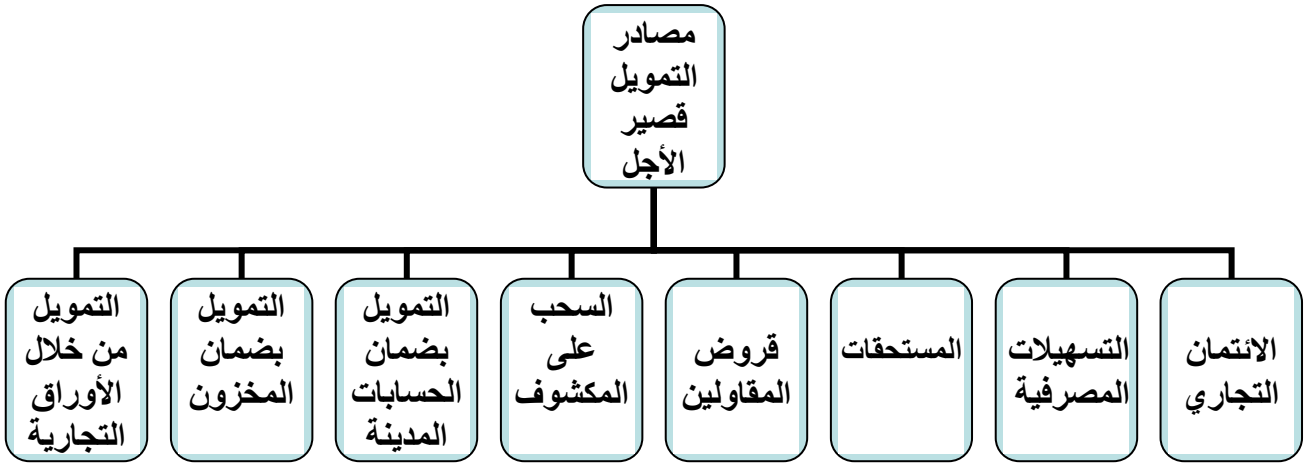 مصادر
التمويل
قصير
الأجل
الائتمان
التجاري
التسهيلات
المصرفية
المستحقات
قروض
المقاولين
السحب
على
المكشوف
التمويل
بضمان
الحسابات
المدينة
التمويل
بضمان
المخزون
التمويل
من خلال
الأوراق
التجارية